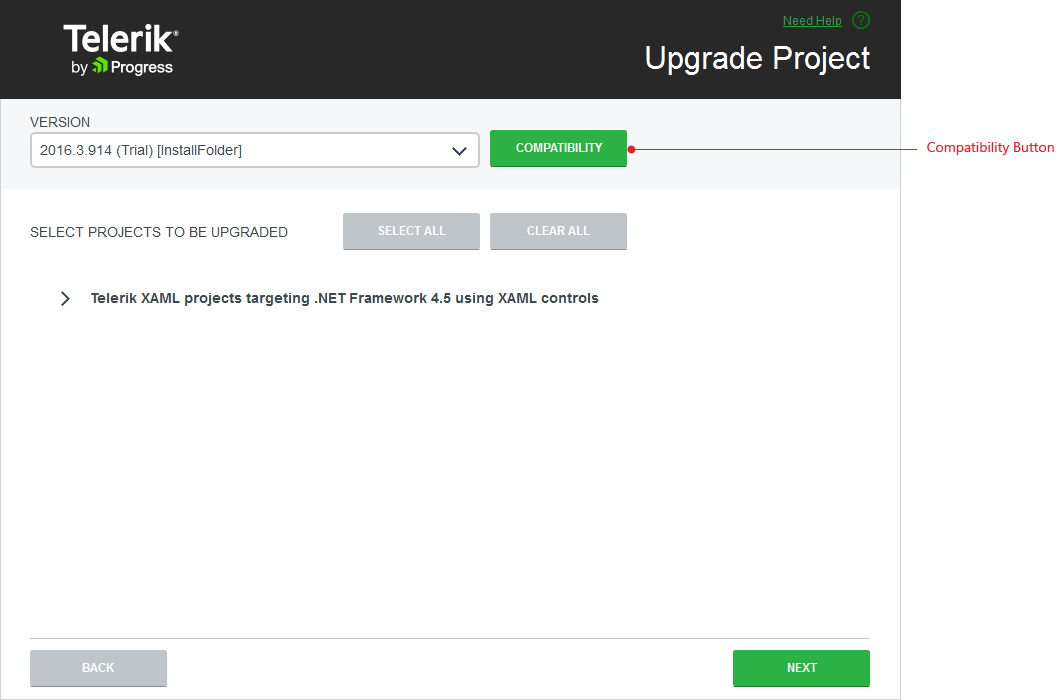 Need Help ?
Telerik®
by Progress
Upgrade Project
VERSION
2016.3.914 (Trial) [InstallFolder]
COMPATIBILITY
Compatibility Button
SELECT PROJECTS TO BE UPGRADED
SELECT ALL
CLEAR ALL
Telerik XAML projects targeting .NET Framework 4.5 using XAML controls
BACK
NEXT